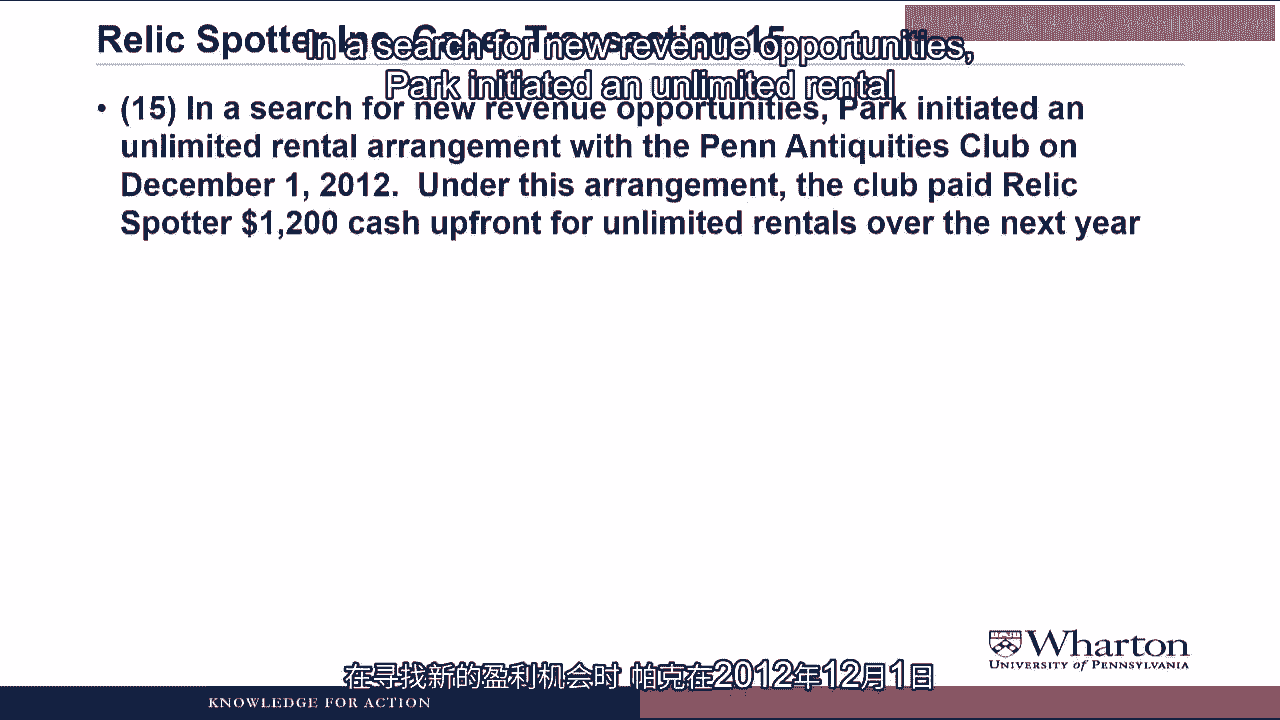 Relic Spotter Inc. Case: Transaction 15
In a search for new revenue opportunities,
Park initiated an unlimited rental
• (15) In a search for new revenue opportunities, Park initiated an
unlimited rental arrangement with the Penn Antiquities Club on
December 1, 2012. Under this arrangement, the club paid Relic
Spotter $1,200 cash upfront for unlimited rentals over the next year
Wharton
UNIVERSITY of PENNSYLVANIA
在寻找新的盈利机会时 帕克在2012年12月1日
KNOWLEDGE FOR ACTION